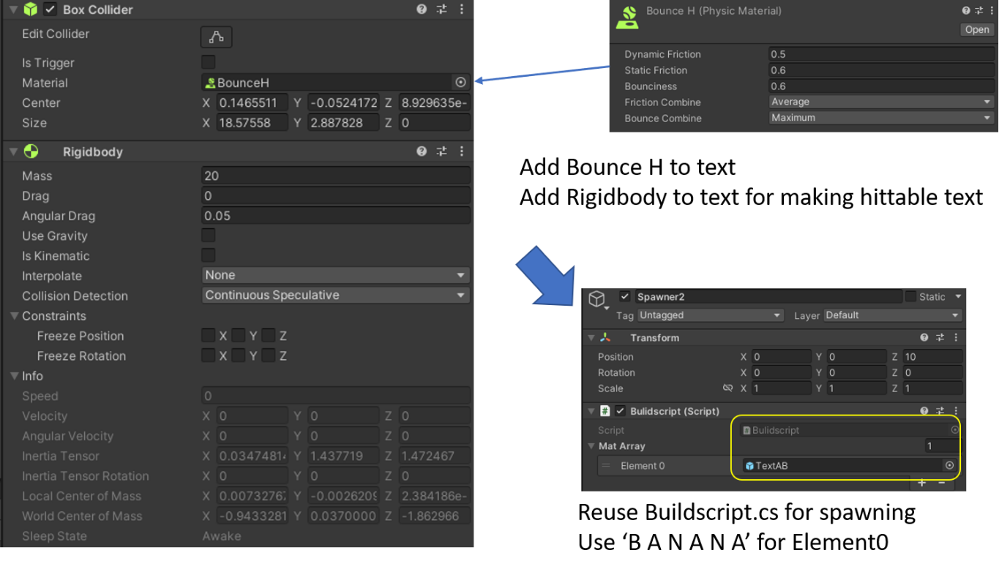 Box Collider
Edit Collider
Is Trigger
Material BounceH
Center X 0.1465511 Y -0.0524172 Z 8.929635e-
Size X 18.57558 Y 2.887828 Z 0
Rigidbody
Mass 20
Drag 0
Angular Drag 0.05
Use Gravity
Is Kinematic
Interpolate None
Collision Detection Continuous Speculative
Constraints
Freeze Position X Y Z
Freeze Rotation X Y Z
Info
Speed 0
Velocity X 0 Y 0 Z 0
Angular Velocity X 0 Y 0 Z 0
Inertia Tensor X 0.03474814 Y 1.437719 Z 1.472467
Inertia Tensor Rotation X 0 Y 0 Z 0
Local Center of Mass X 0.00732767 Y -0.0026209 Z 2.384186e-
World Center of Mass X -0.9433281 Y 0.0370000 Z -1.862966
Sleep State Awake
Bounce H (Physic Material)
Open
Dynamic Friction 0.5
Static Friction 0.6
Bounciness 0.6
Friction Combine Average
Bounce Combine Maximum
Add Bounce H to text
Add Rigidbody to text for making hittable text
Spawner2 Static
Tag Untagged Layer Default
Transform
Position X 0 Y 0 Z 10
Rotation X 0 Y 0 Z 0
Scale X 1 Y 1 Z 1
# Bulidscript (Script)
Script Bulidscript
Mat Array 1
Element 0 TextAB
+ -
Reuse Buildscript.cs for spawning
Use ‘B A N A N A’ for Element0